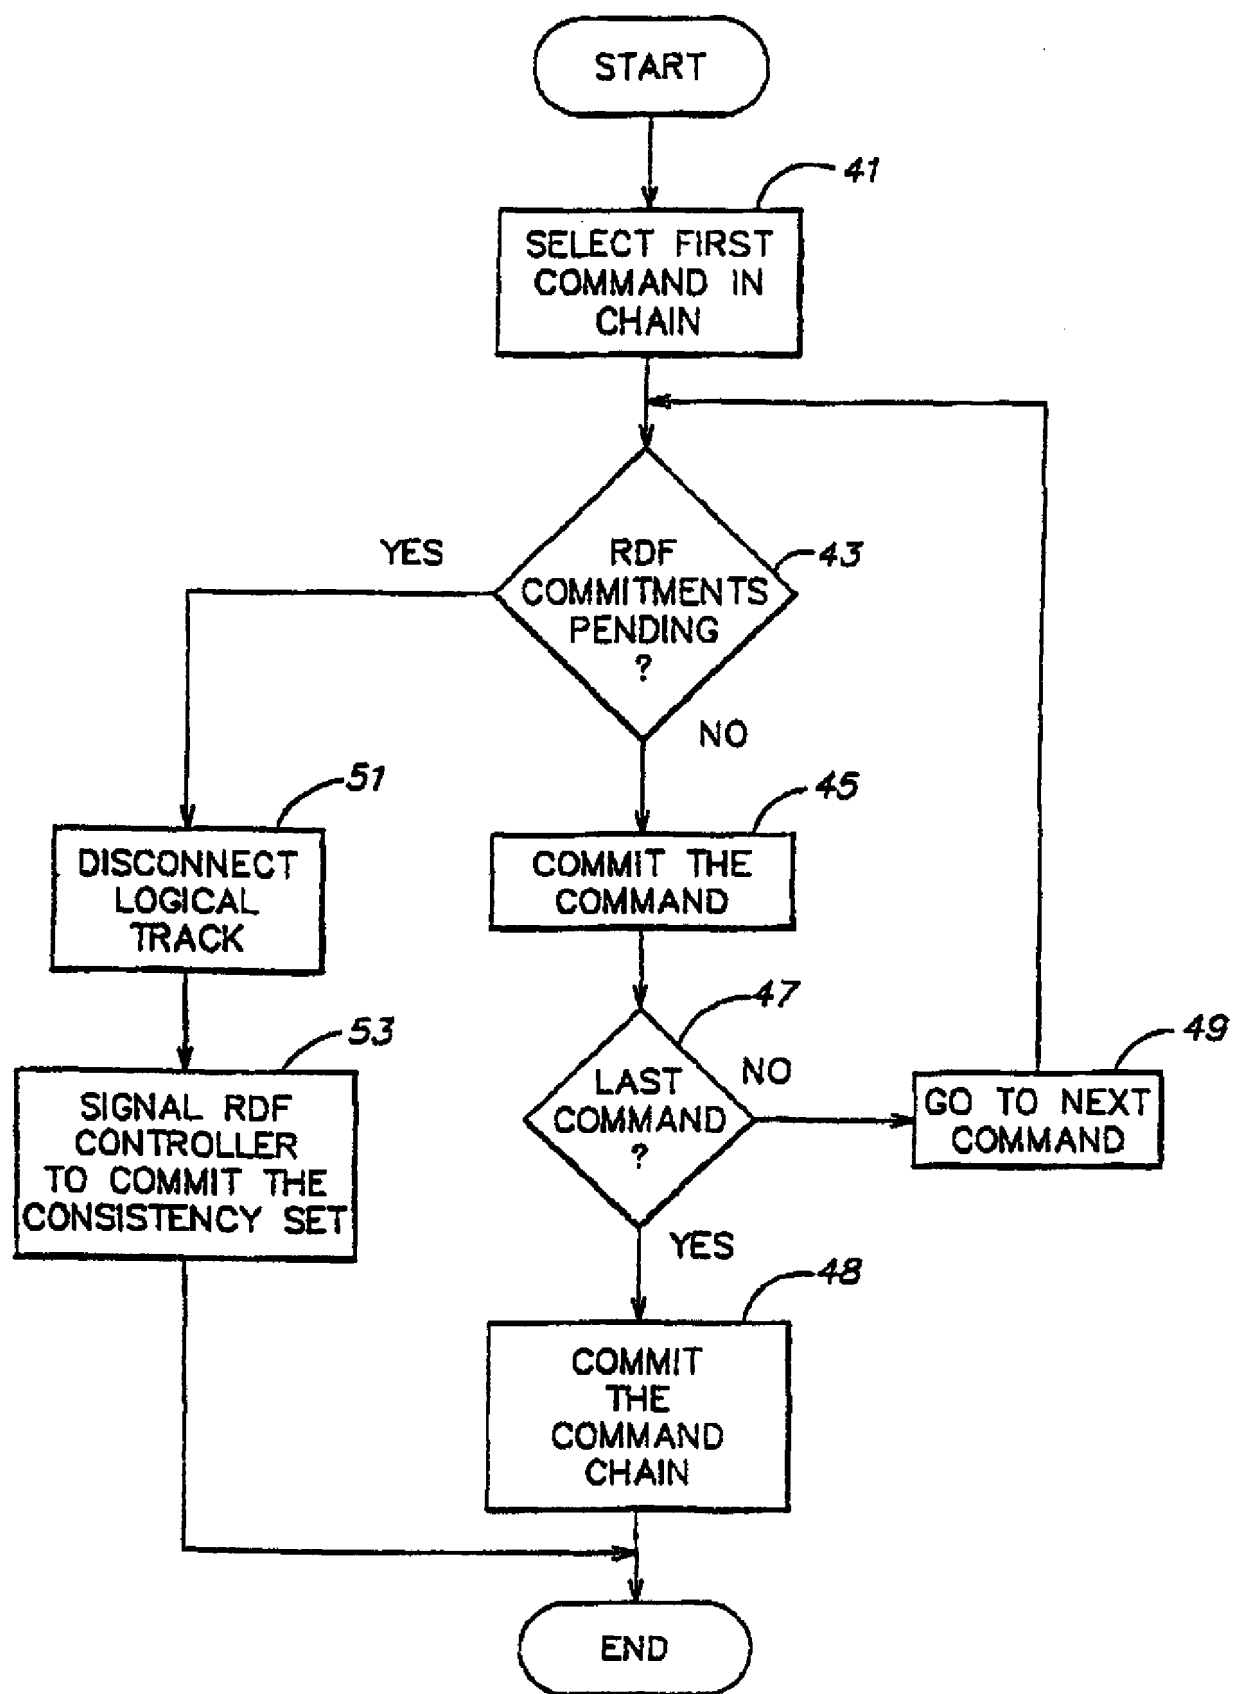 START
41
SELECT FIRST
COMMAND IN
CHAIN
YES
RDF
COMMITMENTS
PENDING
?
43
NO
51
DISCONNECT
LOGICAL
TRACK
45
COMMIT THE
COMMAND
47
LAST
COMMAND
?
NO
49
GO TO NEXT
COMMAND
53
SIGNAL RDF
CONTROLLER
TO COMMIT THE
CONSISTENCY SET
YES
48
COMMIT
THE
COMMAND
CHAIN
END